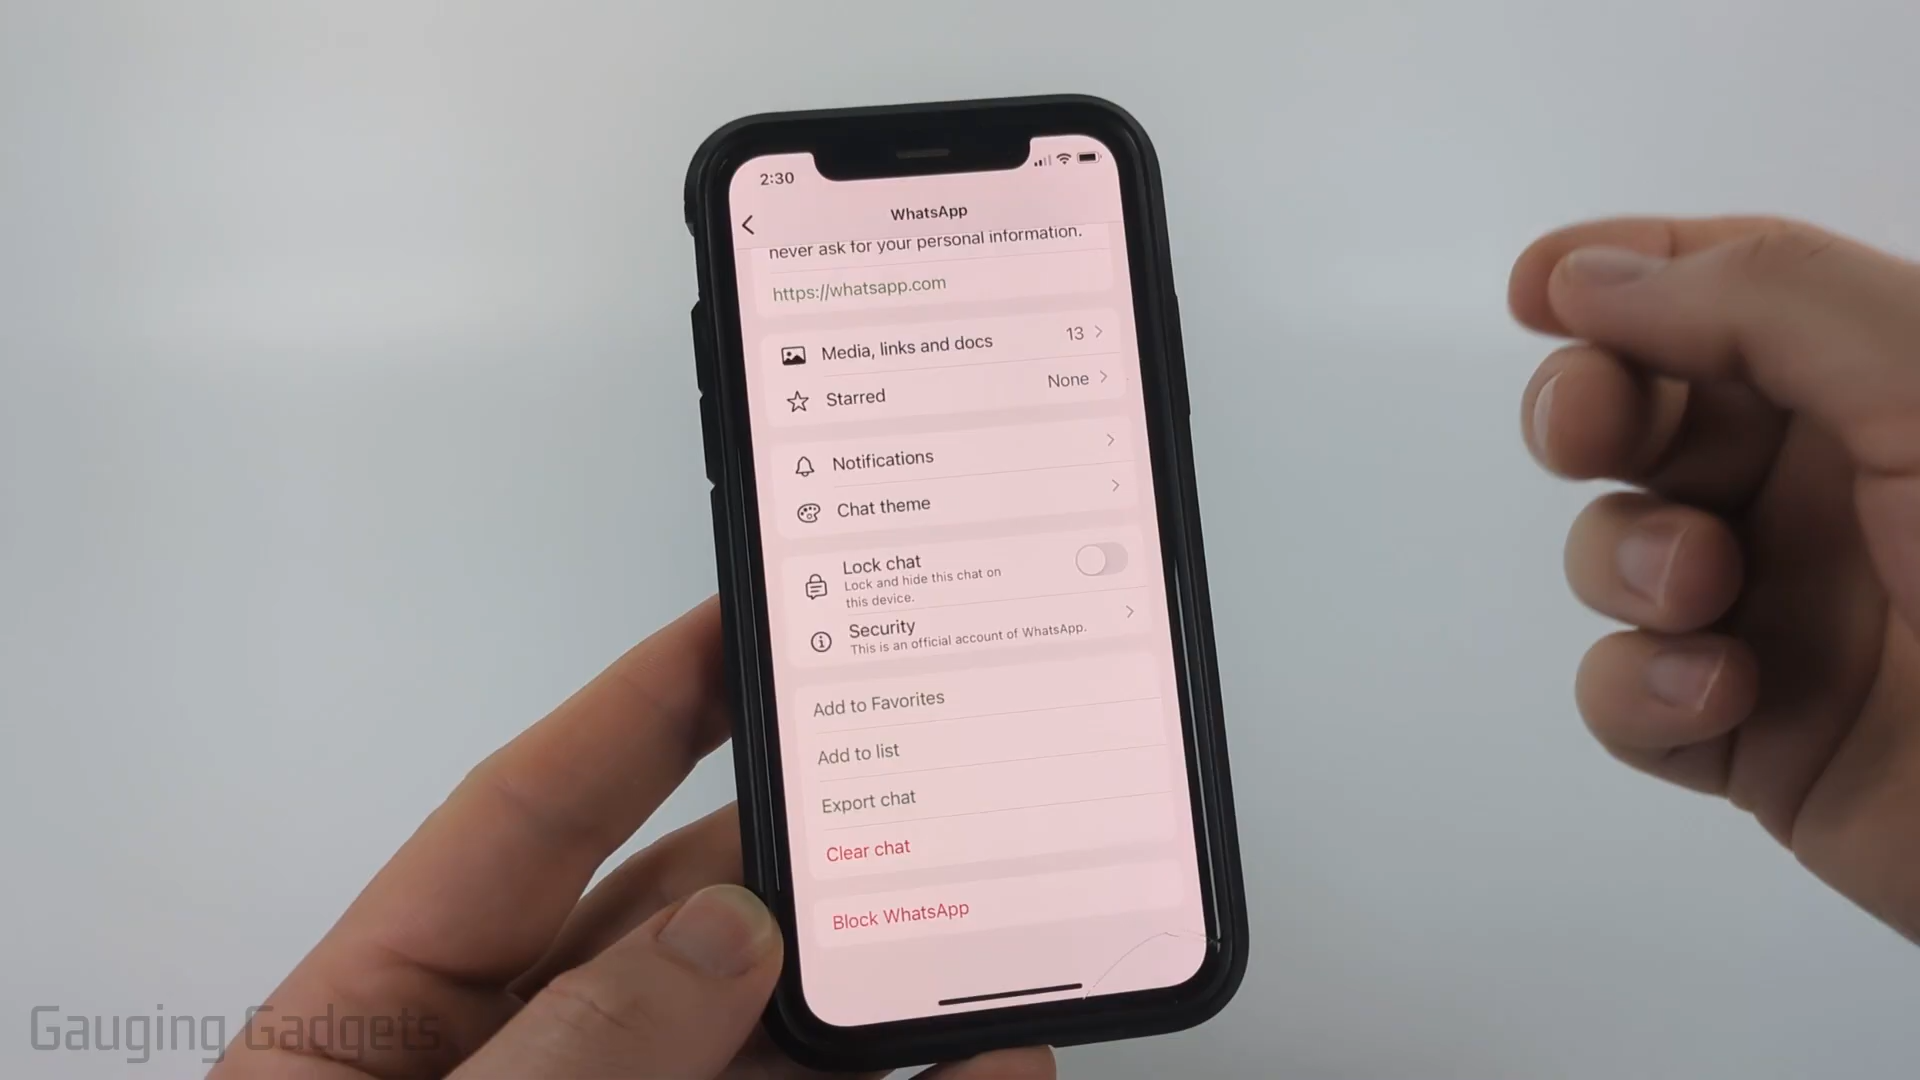 2:30
WhatsApp
never ask for your personal information.
https://whatsapp.com
Media, links and docs 13
Starred None
Notifications
Chat theme
Lock chat
Lock and hide this chat on
this device.
Security
This is an official account of WhatsApp.
Add to Favorites
Add to list
Export chat
Clear chat
Block WhatsApp
Gauging Gadgets